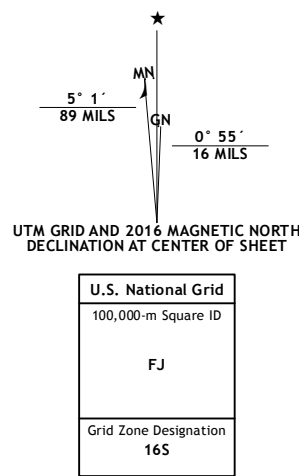 ★
MN
5° 1´
89 MILS
GN
0° 55´
16 MILS
UTM GRID AND 2016 MAGNETIC NORTH
DECLINATION AT CENTER OF SHEET
U.S. National Grid
100,000-m Square ID
FJ
Grid Zone Designation
16S